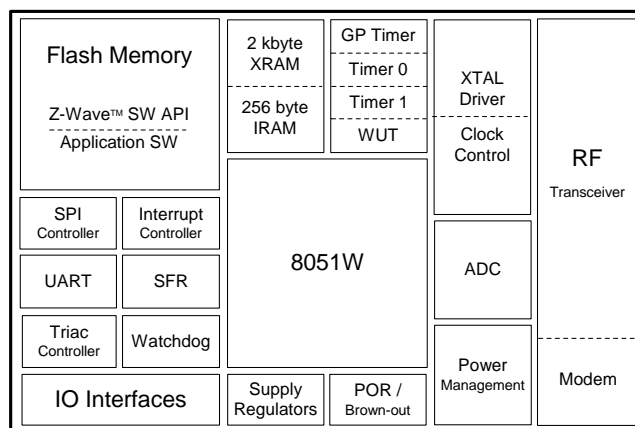 Flash Memory
Z-Wave™ SW API
Application SW
2 kbyte
XRAM
256 byte
IRAM
GP Timer
Timer 0
Timer 1
WUT
XTAL
Driver
Clock
Control
RF
Transceiver
SPI
Controller
Interrupt
Controller
8051W
ADC
UART
SFR
Triac
Controller
Watchdog
Power
Management
Modem
IO Interfaces
Supply
Regulators
POR /
Brown-out